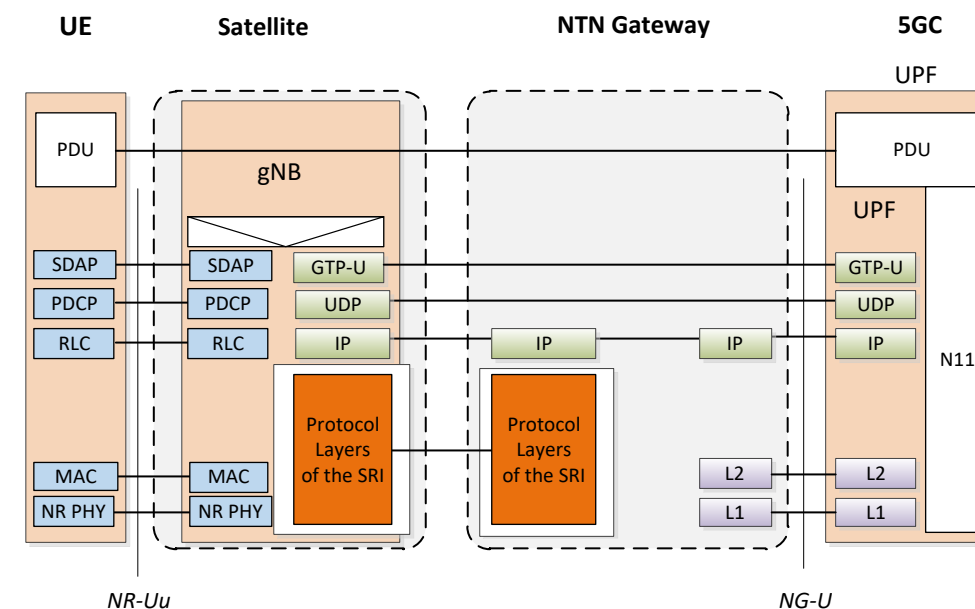 UE
Satellite
NTN Gateway
5GC
UPF
PDU
gNB
PDU
UPF
SDAP
SDAP
GTP-U
GTP-U
PDCP
PDCP
UDP
UDP
RLC
RLC
IP
IP
IP
IP
N11
Protocol
Layers
of the SRI
Protocol
Layers
of the SRI
MAC
MAC
L2
L2
NR PHY
NR PHY
L1
L1
NR-Uu
NG-U